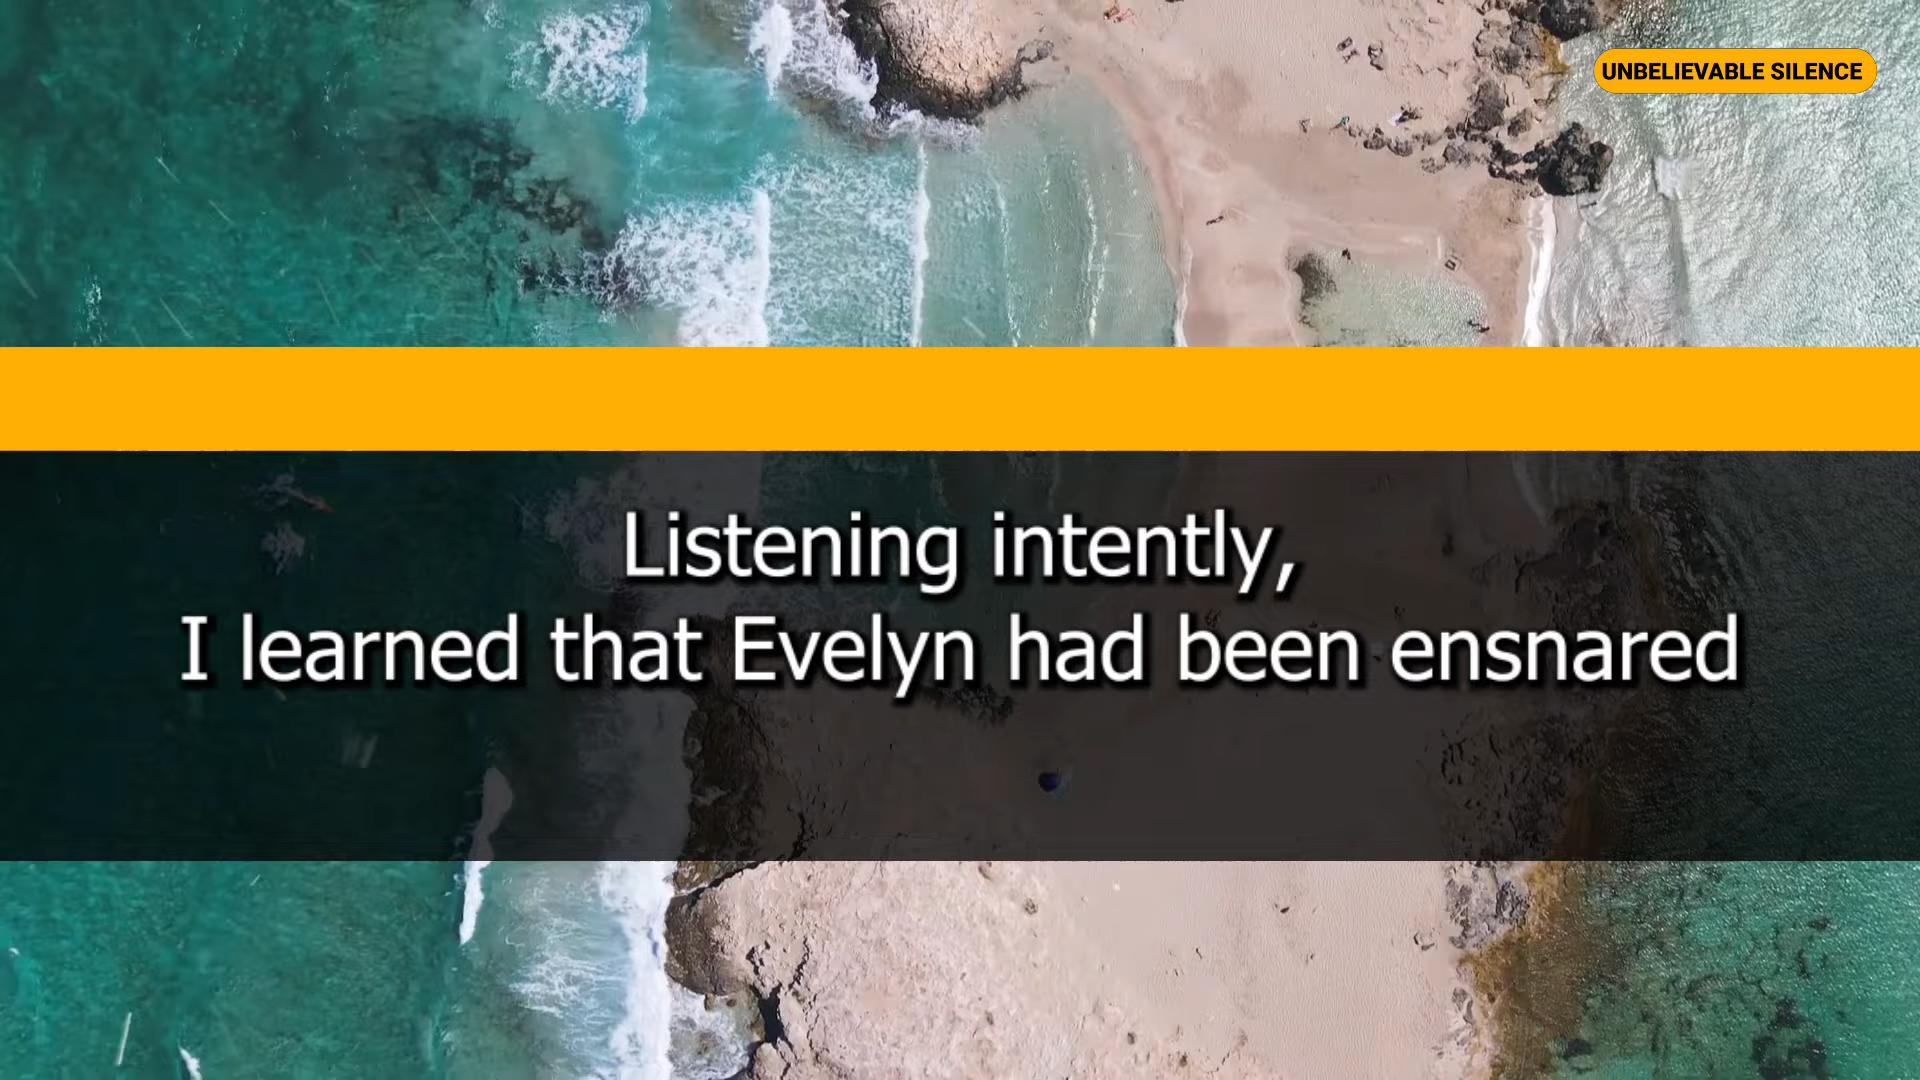 UNBELIEVABLE SILENCE
Listening intently,
I learned that Evelyn had been ensnared